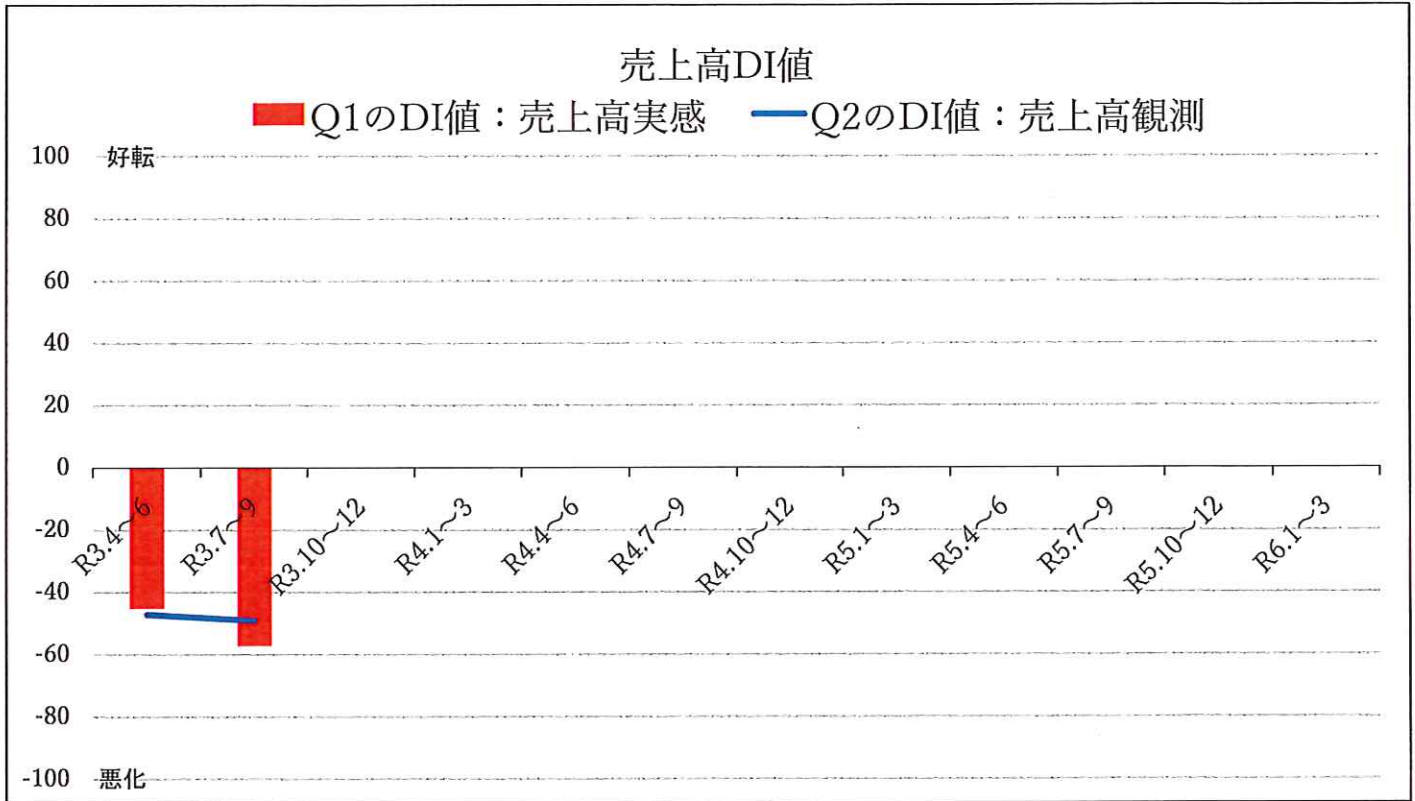 売上高DI値
Q1のDI値：売上高実感 Q2のDI値：売上高観測
100 好転
80
60
40
20
0
-20
-40
-60
-80
-100 悪化
R3.4～6
R3.7～9
R3.10～12
R4.1～3
R4.4～6
R4.7～9
R4.10～12
R5.1～3
R5.4～6
R5.7～9
R5.10～12
R6.1～3